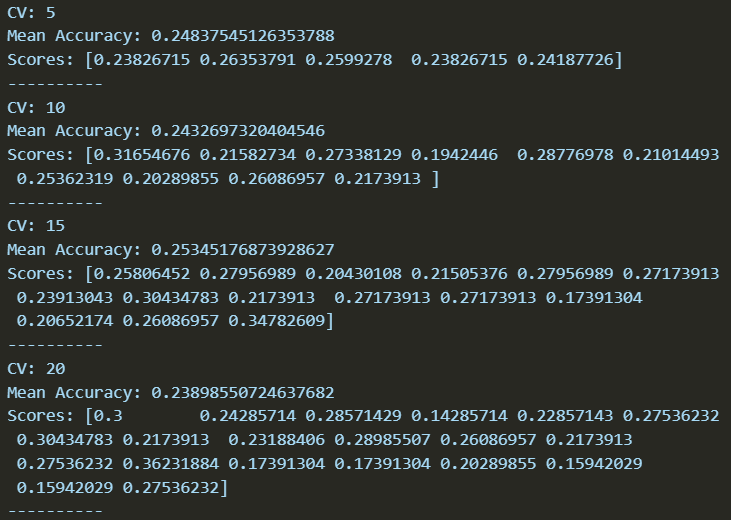 CV: 5
Mean Accuracy: 0.24837545126353788
Scores: [0.23826715 0.26353791 0.2599278  0.23826715 0.24187726]
----------
CV: 10
Mean Accuracy: 0.2432697320404546
Scores: [0.31654676 0.21582734 0.27338129 0.1942446  0.28776978 0.21014493
 0.25362319 0.20289855 0.26086957 0.2173913 ]
----------
CV: 15
Mean Accuracy: 0.25345176873928627
Scores: [0.25806452 0.27956989 0.20430108 0.21505376 0.27956989 0.27173913
 0.23913043 0.30434783 0.2173913  0.27173913 0.27173913 0.17391304
 0.20652174 0.26086957 0.34782609]
----------
CV: 20
Mean Accuracy: 0.23898550724637682
Scores: [0.3        0.24285714 0.28571429 0.14285714 0.22857143 0.27536232
 0.30434783 0.2173913  0.23188406 0.28985507 0.26086957 0.2173913
 0.27536232 0.36231884 0.17391304 0.17391304 0.20289855 0.15942029
 0.15942029 0.27536232]
----------